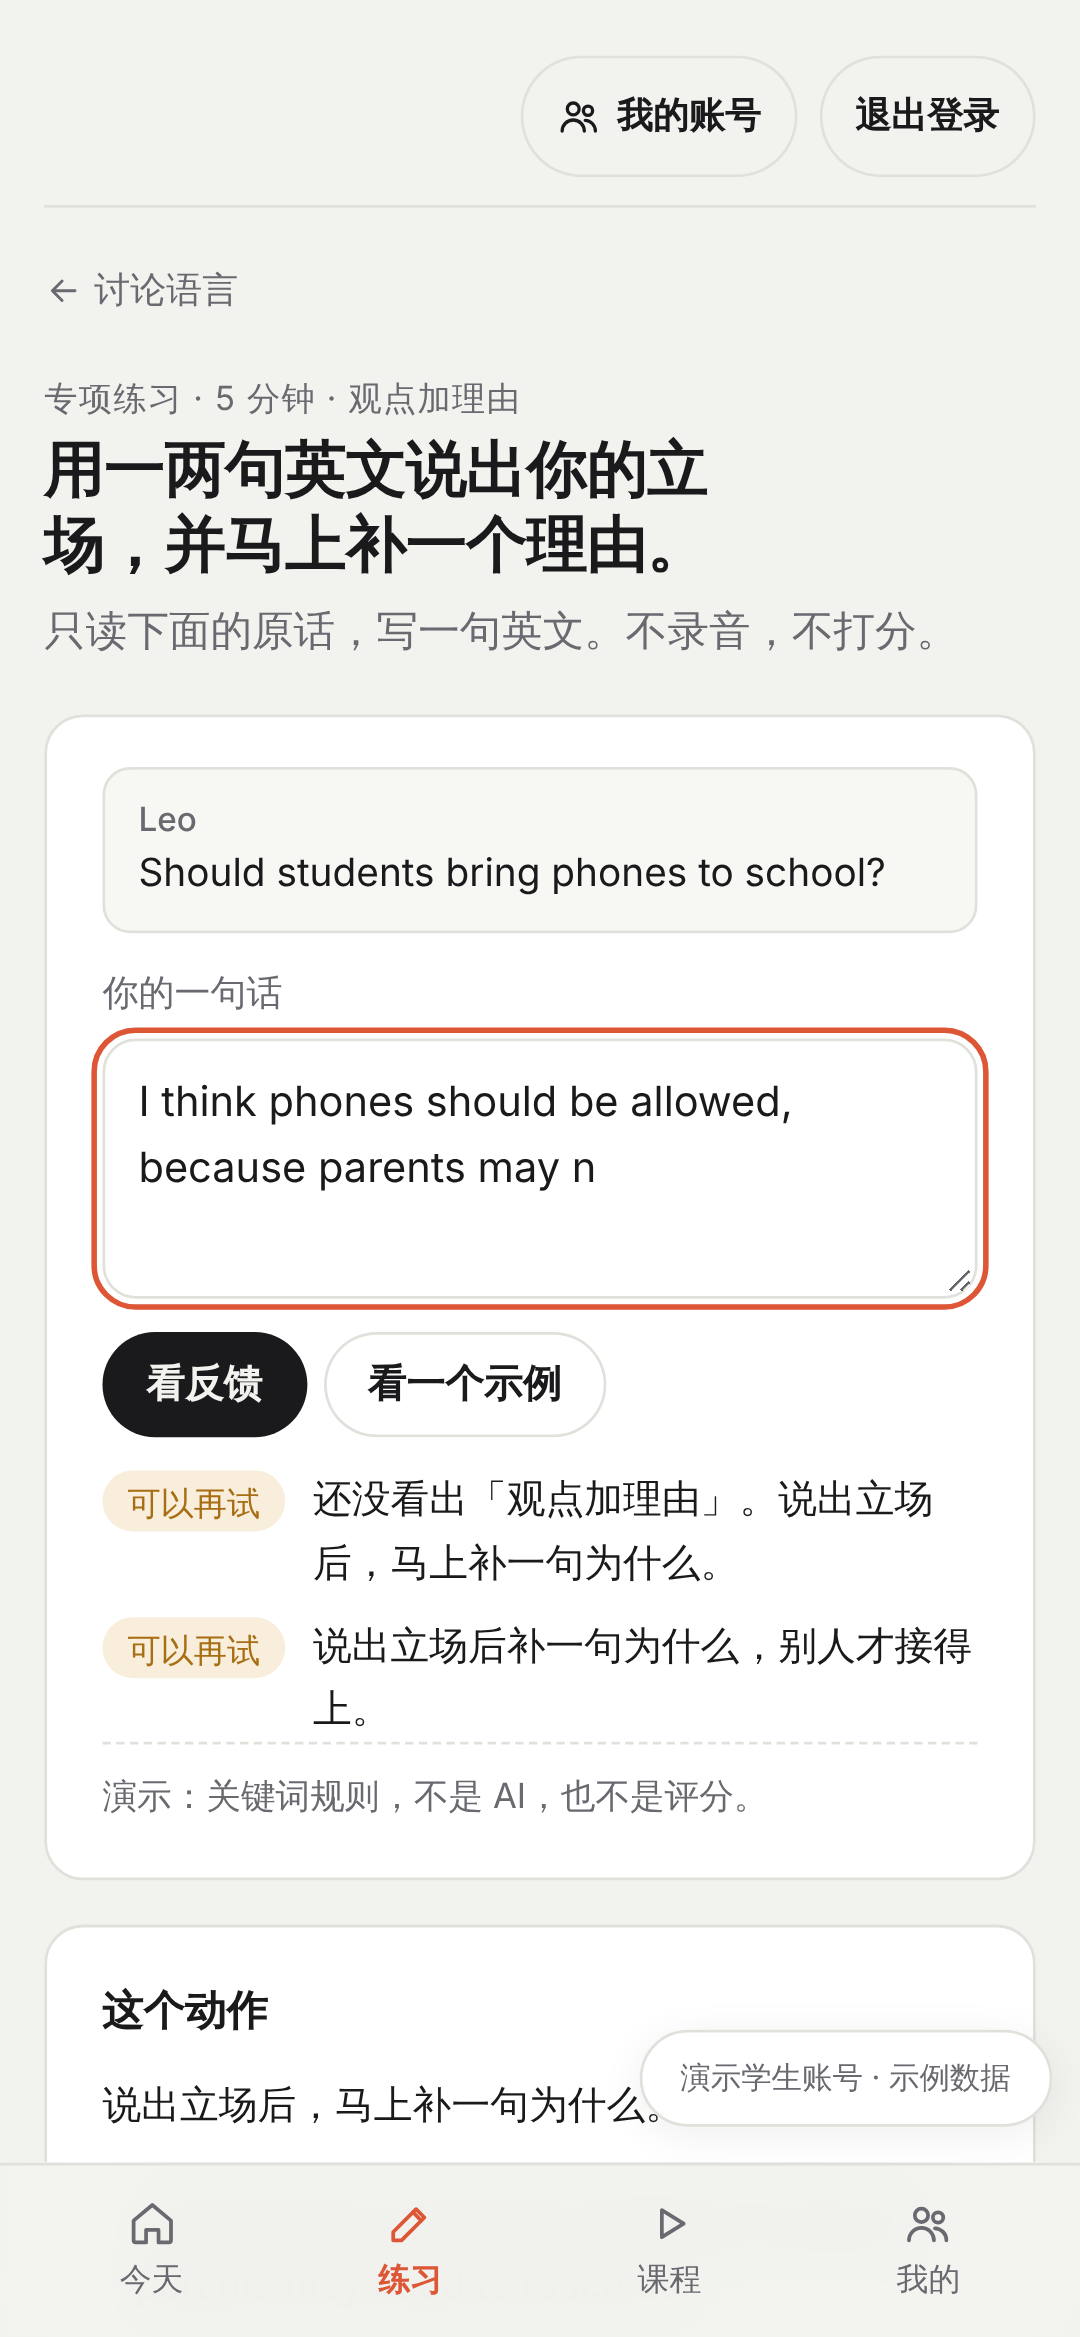 我的账号
退出登录
← 讨论语言
专项练习 · 5 分钟 · 观点加理由
用一两句英文说出你的立
场，并马上补一个理由。
只读下面的原话，写一句英文。不录音，不打分。
Leo
Should students bring phones to school?
你的一句话
I think phones should be allowed,
because parents may n
看反馈
看一个示例
可以再试
还没看出「观点加理由」。说出立场
后，马上补一句为什么。
可以再试
说出立场后补一句为什么，别人才接得
上。
演示：关键词规则，不是 AI，也不是评分。
这个动作
说出立场后，马上补一句为什么。
演示学生账号 · 示例数据
今天
练习
课程
我的